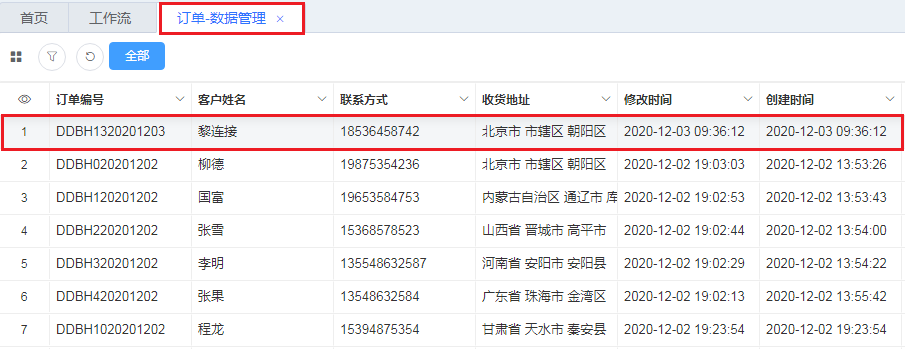 首页 工作流 订单-数据管理 ×
全部
订单编号 客户姓名 联系方式 收货地址 修改时间 创建时间
1 DDBH1320201203 黎连接 18536458742 北京市 市辖区 朝阳区 2020-12-03 09:36:12 2020-12-03 09:36:12
2 DDBH020201202 柳德 19875354236 北京市 市辖区 朝阳区 2020-12-02 19:03:03 2020-12-02 13:53:26
3 DDBH120201202 国富 19653584753 内蒙古自治区 通辽市 库 2020-12-02 19:02:53 2020-12-02 13:53:43
4 DDBH220201202 张雪 15368578523 山西省 晋城市 高平市 2020-12-02 19:02:44 2020-12-02 13:54:00
5 DDBH320201202 李明 135548632587 河南省 安阳市 安阳县 2020-12-02 19:02:29 2020-12-02 13:54:22
6 DDBH420201202 张果 13548632584 广东省 珠海市 金湾区 2020-12-02 19:02:13 2020-12-02 13:55:42
7 DDBH1020201202 程龙 15394875354 甘肃省 天水市 秦安县 2020-12-02 19:23:54 2020-12-02 19:23:54